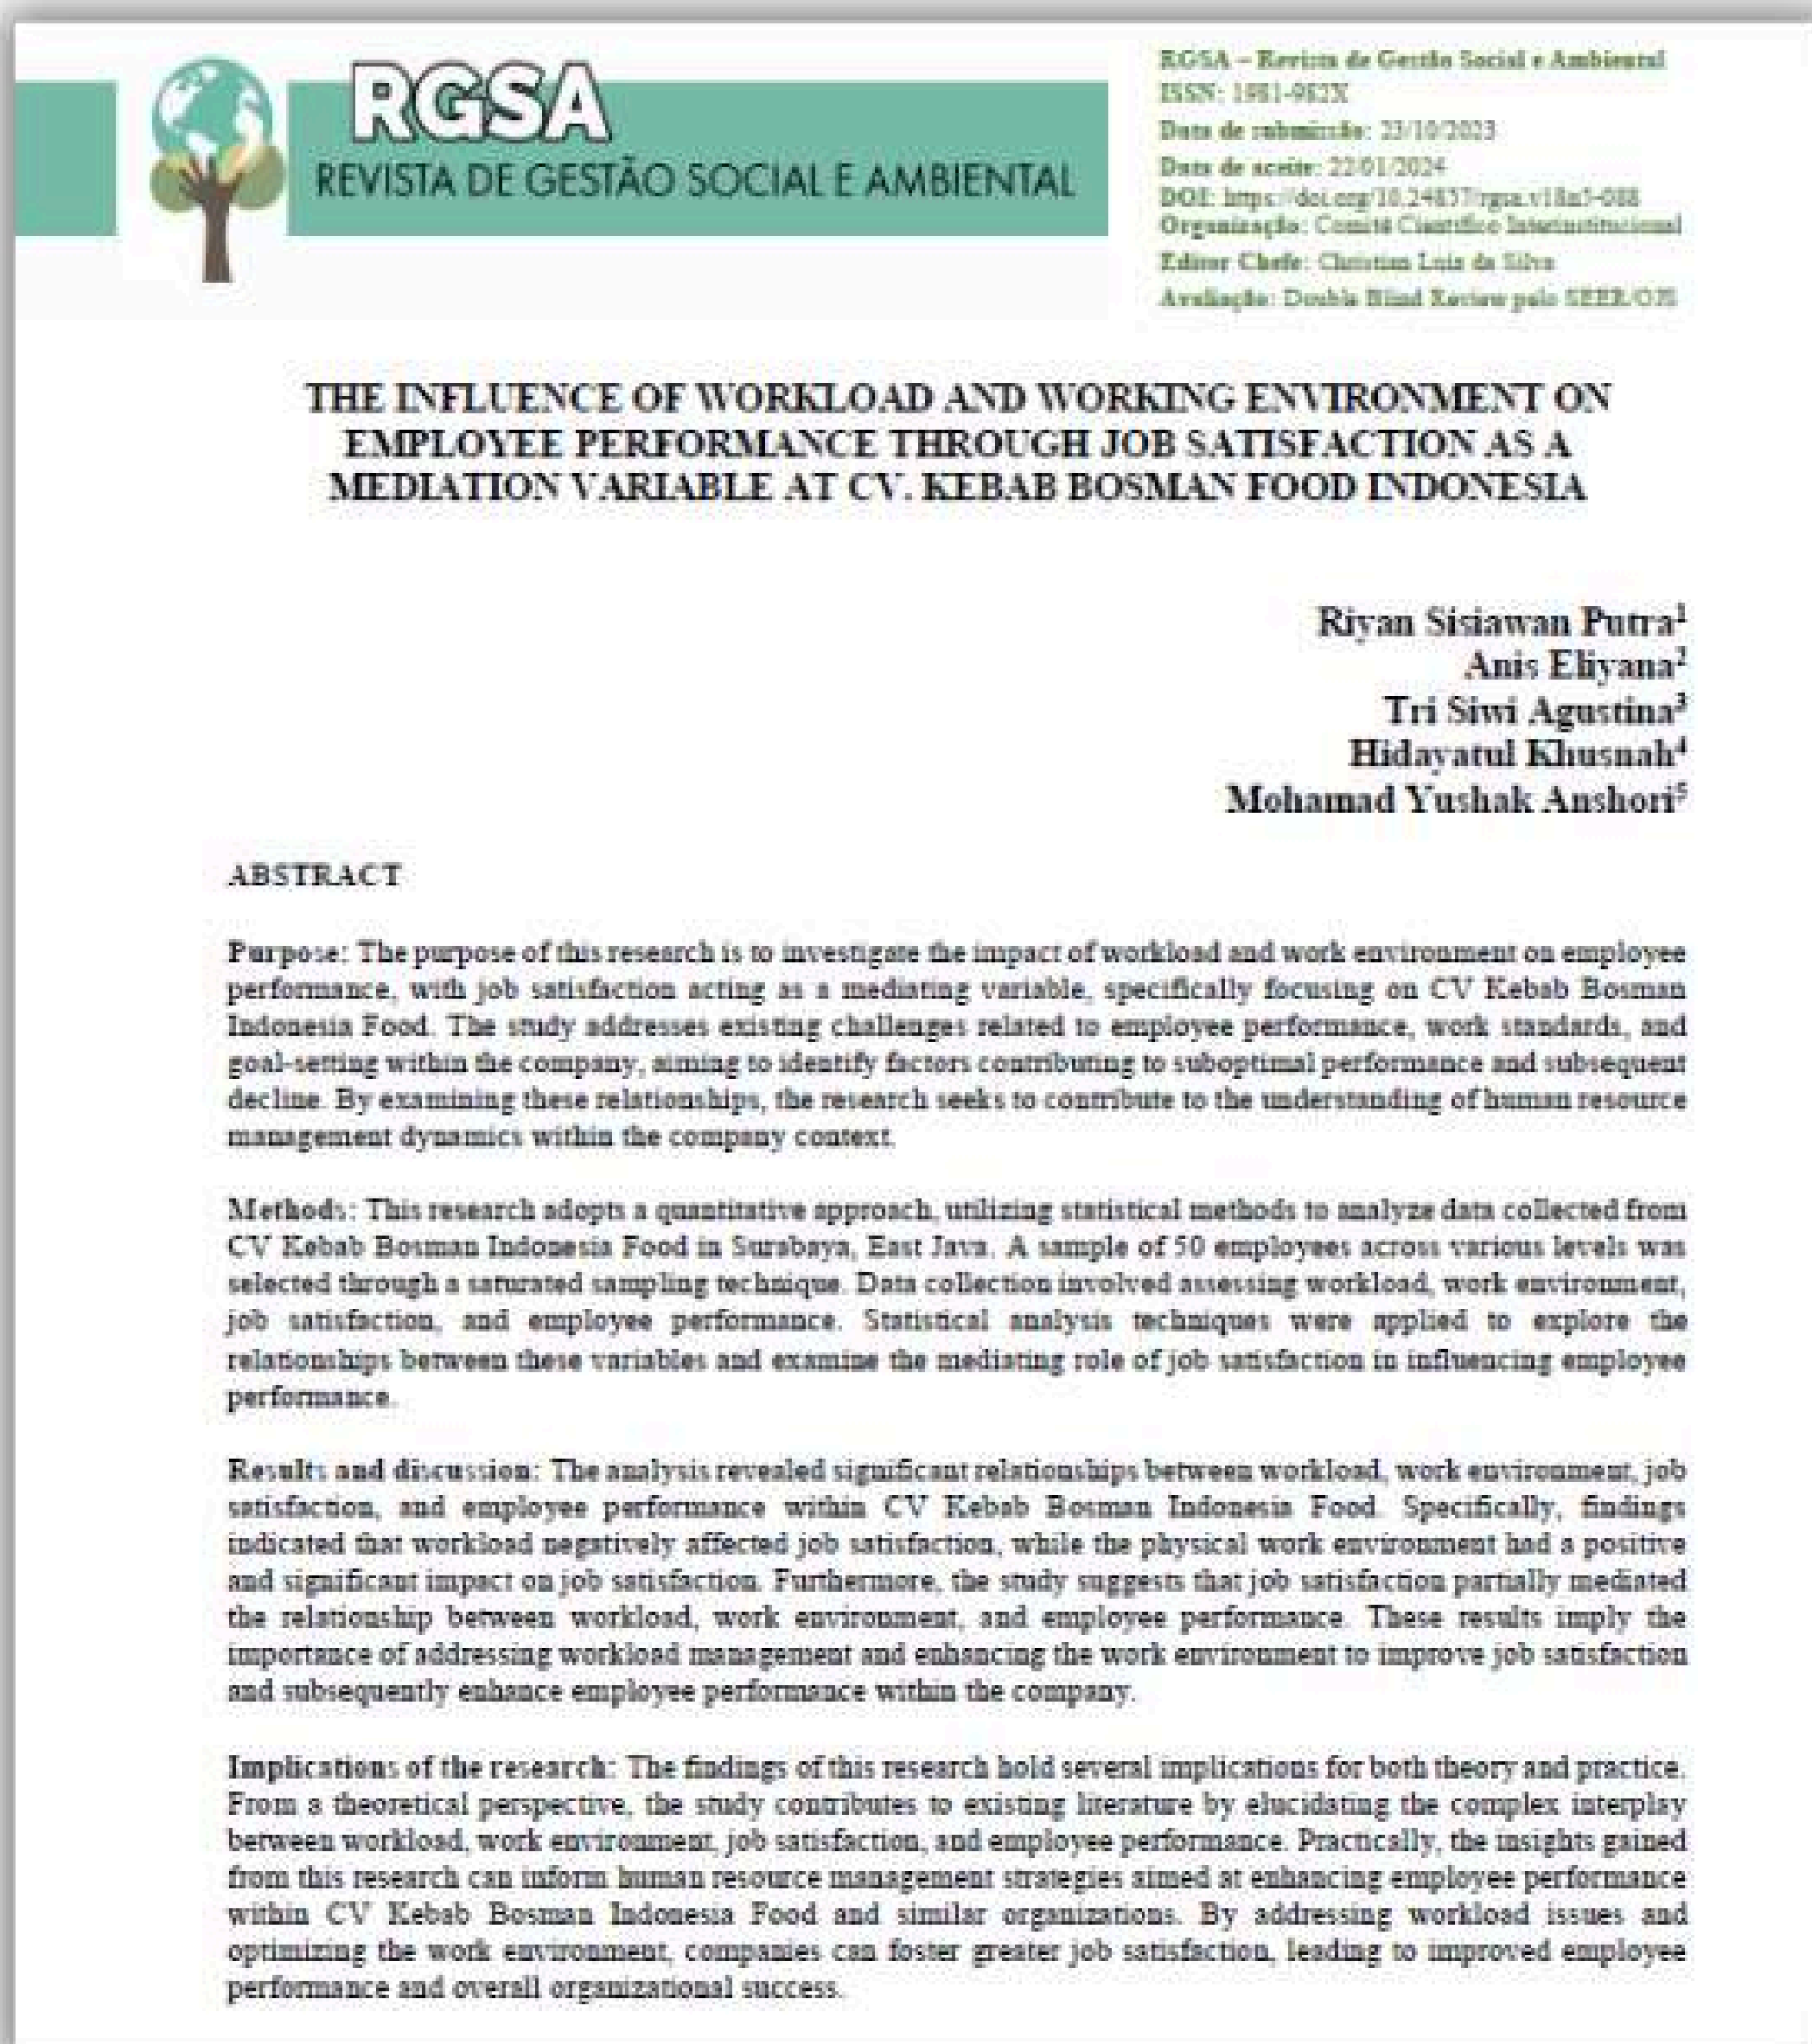 RGSA
REVISTA DE GESTÃO SOCIAL E AMBIENTAL
RGSA – Revista de Gestão Social e Ambiental
ISSN: 1981-982X
Data de submissão: 23/10/2023
Data de aceite: 22/01/2024
DOI: https://doi.org/10.24857/rgsa.v18n5-088
Organização: Comitê Científico Interinstitucional
Editor Chefe: Christian Luiz da Silva
Avaliação: Double Blind Review pelo SEER/OJS
THE INFLUENCE OF WORKLOAD AND WORKING ENVIRONMENT ON
EMPLOYEE PERFORMANCE THROUGH JOB SATISFACTION AS A
MEDIATION VARIABLE AT CV. KEBAB BOSMAN FOOD INDONESIA
Riyan Sisiawan Putra¹
Anis Eliyana²
Tri Siwi Agustina³
Hidayatul Khusnah⁴
Mohamad Yushak Anshori⁵
ABSTRACT
Purpose: The purpose of this research is to investigate the impact of workload and work environment on employee
performance, with job satisfaction acting as a mediating variable, specifically focusing on CV Kebab Bosman
Indonesia Food. The study addresses existing challenges related to employee performance, work standards, and
goal-setting within the company, aiming to identify factors contributing to suboptimal performance and subsequent
decline. By examining these relationships, the research seeks to contribute to the understanding of human resource
management dynamics within the company context.
Methods: This research adopts a quantitative approach, utilizing statistical methods to analyze data collected from
CV Kebab Bosman Indonesia Food in Surabaya, East Java. A sample of 50 employees across various levels was
selected through a saturated sampling technique. Data collection involved assessing workload, work environment,
job satisfaction, and employee performance. Statistical analysis techniques were applied to explore the
relationships between these variables and examine the mediating role of job satisfaction in influencing employee
performance.
Results and discussion: The analysis revealed significant relationships between workload, work environment, job
satisfaction, and employee performance within CV Kebab Bosman Indonesia Food. Specifically, findings
indicated that workload negatively affected job satisfaction, while the physical work environment had a positive
and significant impact on job satisfaction. Furthermore, the study suggests that job satisfaction partially mediated
the relationship between workload, work environment, and employee performance. These results imply the
importance of addressing workload management and enhancing the work environment to improve job satisfaction
and subsequently enhance employee performance within the company.
Implications of the research: The findings of this research hold several implications for both theory and practice.
From a theoretical perspective, the study contributes to existing literature by elucidating the complex interplay
between workload, work environment, job satisfaction, and employee performance. Practically, the insights gained
from this research can inform human resource management strategies aimed at enhancing employee performance
within CV Kebab Bosman Indonesia Food and similar organizations. By addressing workload issues and
optimizing the work environment, companies can foster greater job satisfaction, leading to improved employee
performance and overall organizational success.